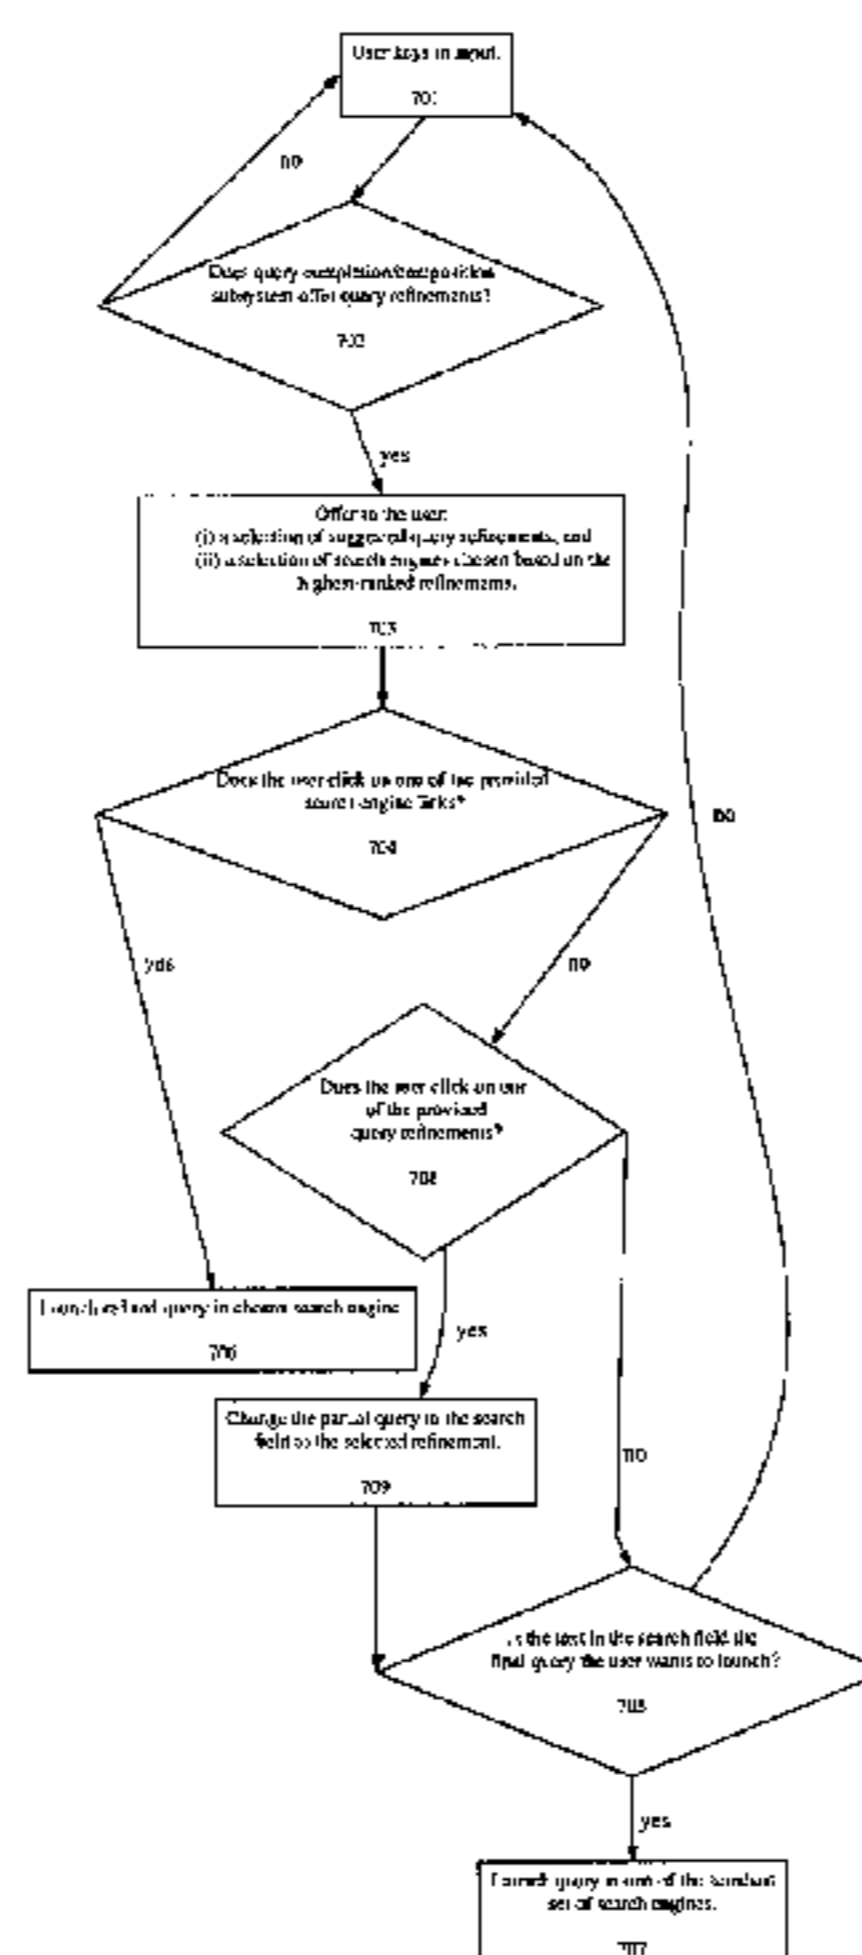 User keys in input.
701
no
Does query completion/composition
subsystem offer query refinements?
702
yes
Offer to the user:
(i) a selection of suggested query refinements, and
(ii) a selection of search engines chosen based on the
highest-ranked refinements.
703
Does the user click on one of the provided
search engine links?
704
no
yes
no
Does the user click on one
of the provided
query refinements?
708
Launch refined query in chosen search engine
706
yes
Change the partial query in the search
field to the selected refinement.
709
no
Is the text in the search field the
final query the user wants to launch?
705
yes
Launch query in one of the standard
set of search engines.
707